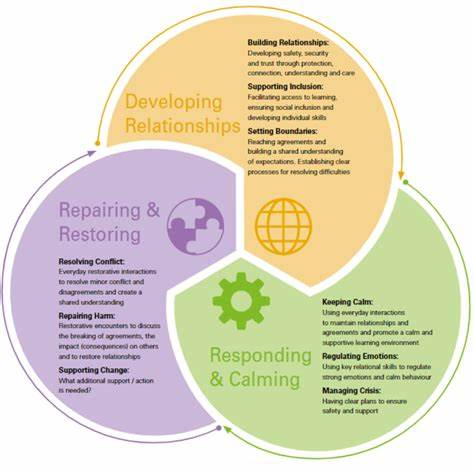 Developing
Relationships
Building Relationships:
Developing safety, security
and trust through protection,
connection, understanding and care
Supporting Inclusion:
Facilitating access to learning,
ensuring social inclusion and
developing individual skills
Setting Boundaries:
Reaching agreements and
building a shared understanding
of expectations. Establishing clear
processes for resolving difficulties
Repairing &
Restoring
Resolving Conflict:
Everyday restorative interactions
to resolve minor conflict and
disagreements and create a
shared understanding
Repairing Harm:
Restorative encounters to discuss
the breaking of agreements, the
impact (consequences) on others
and to restore relationships
Supporting Change:
What additional support / action
is needed?
Responding
& Calming
Keeping Calm:
Using everyday interactions
to maintain relationships and
agreements and promote a calm and
supportive learning environment
Regulating Emotions:
Using key relational skills to regulate
strong emotions and calm behaviour
Managing Crisis:
Having clear plans to ensure
safety and support